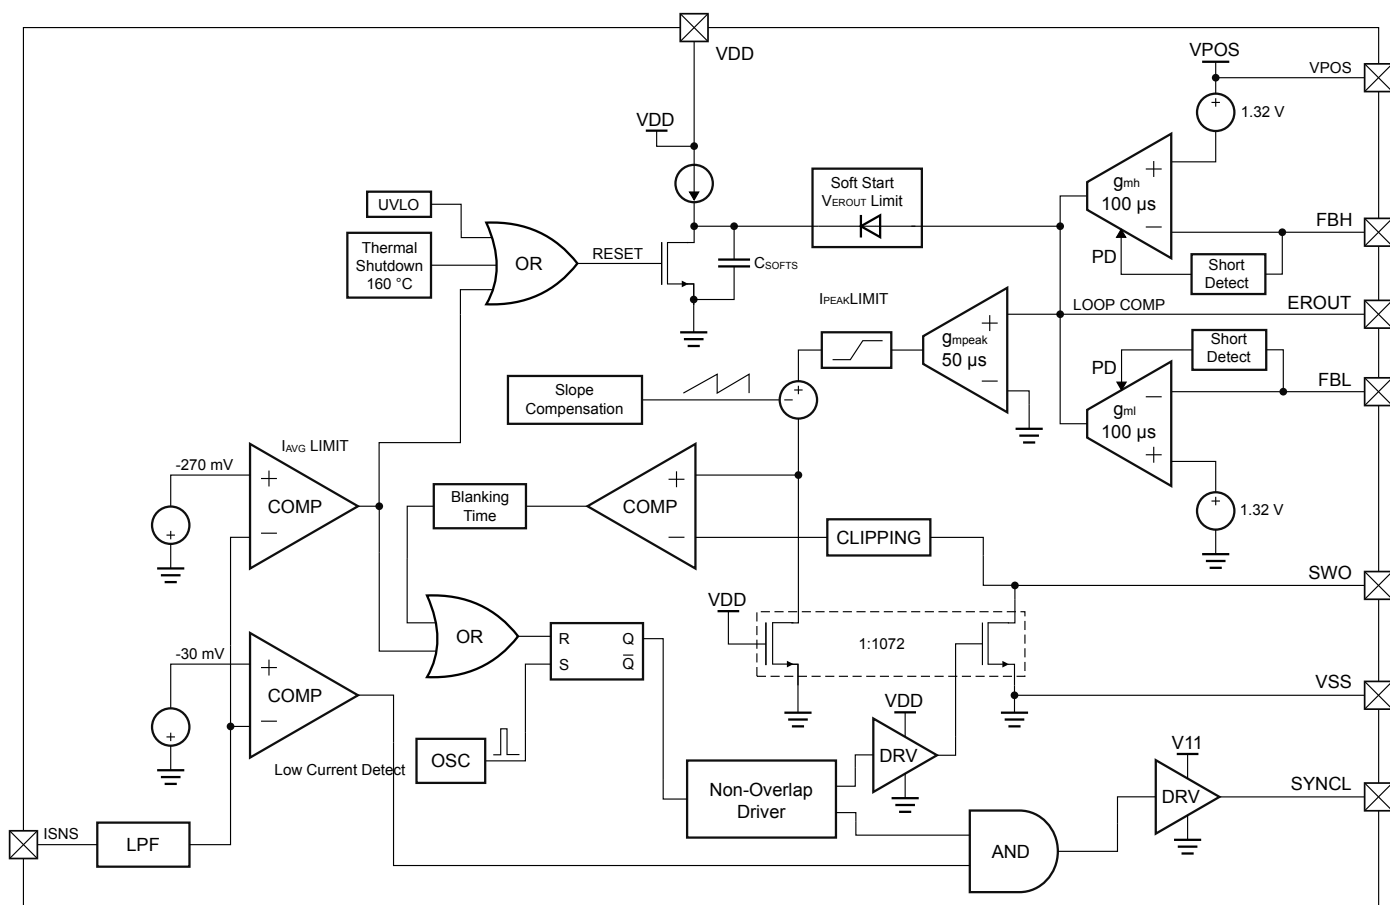 VDD
VPOS
VPOS
+
1.32 V
VDD
UVLO
Soft Start
VEROUT Limit
+
gmh
100 µs
−
FBH
Thermal
Shutdown
160 °C
OR
RESET
CSOFTS
PD
Short
Detect
IPEAKLIMIT
LOOP COMP
EROUT
+
gmpeak
50 µs
−
Short
Detect
PD
FBL
Slope
Compensation
+
−
−
gml
100 µs
+
IAVG LIMIT
-270 mV
+
COMP
−
+
Blanking
Time
+
COMP
−
CLIPPING
+
1.32 V
SWO
VDD
1:1072
OR
R
Q
S
Q
-30 mV
+
COMP
−
+
VSS
VDD
DRV
Low Current Detect
OSC
Non-Overlap
Driver
V11
DRV
SYNCL
ISNS
LPF
AND